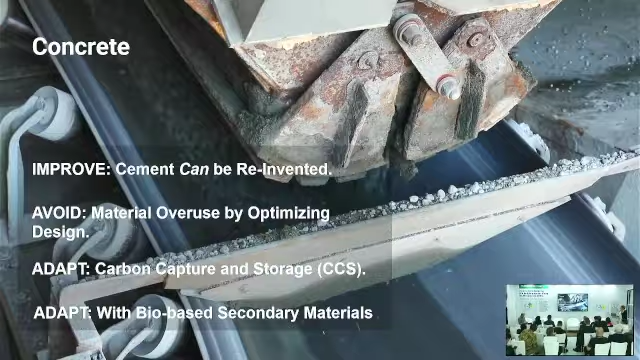 Concrete
IMPROVE: Cement Can be Re-Invented.
AVOID: Material Overuse by Optimizing
Design.
ADAPT: Carbon Capture and Storage (CCS).
ADAPT: With Bio-based Secondary Materials